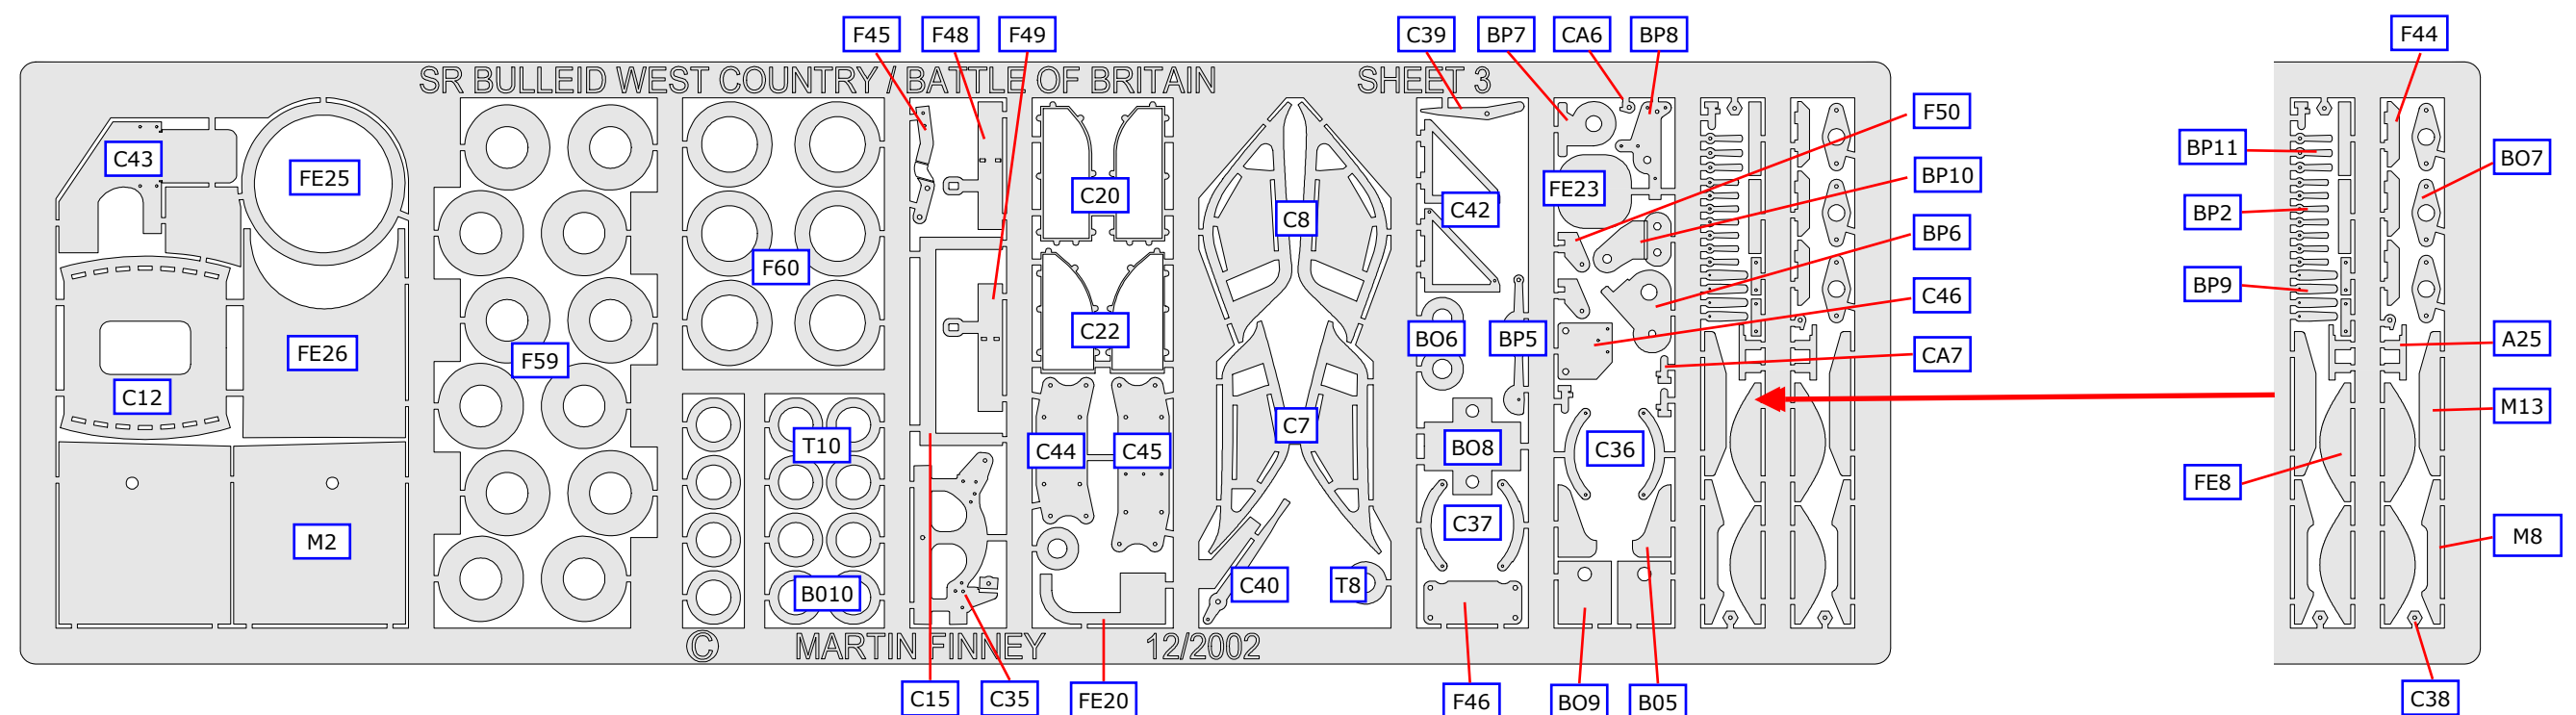 F45 F48 F49 C39 BP7 CA6 BP8 F44
SR BULLEID WEST COUNTRY / BATTLE OF BRITAIN SHEET 3
F50
C43 BP11 BO7
FE25 C20 FE23 BP10
C8 C42 BP2
BP6
F60 BP9
C46
C22 BO6 BP5 A25
FE26 F59 CA7
C12 M13
C7
T10 C44 C45 BO8 C36
FE8
C37
M2 M8
B010 C40 T8
© MARTIN FINNEY 12/2002
C15 C35 FE20 F46 BO9 B05 C38